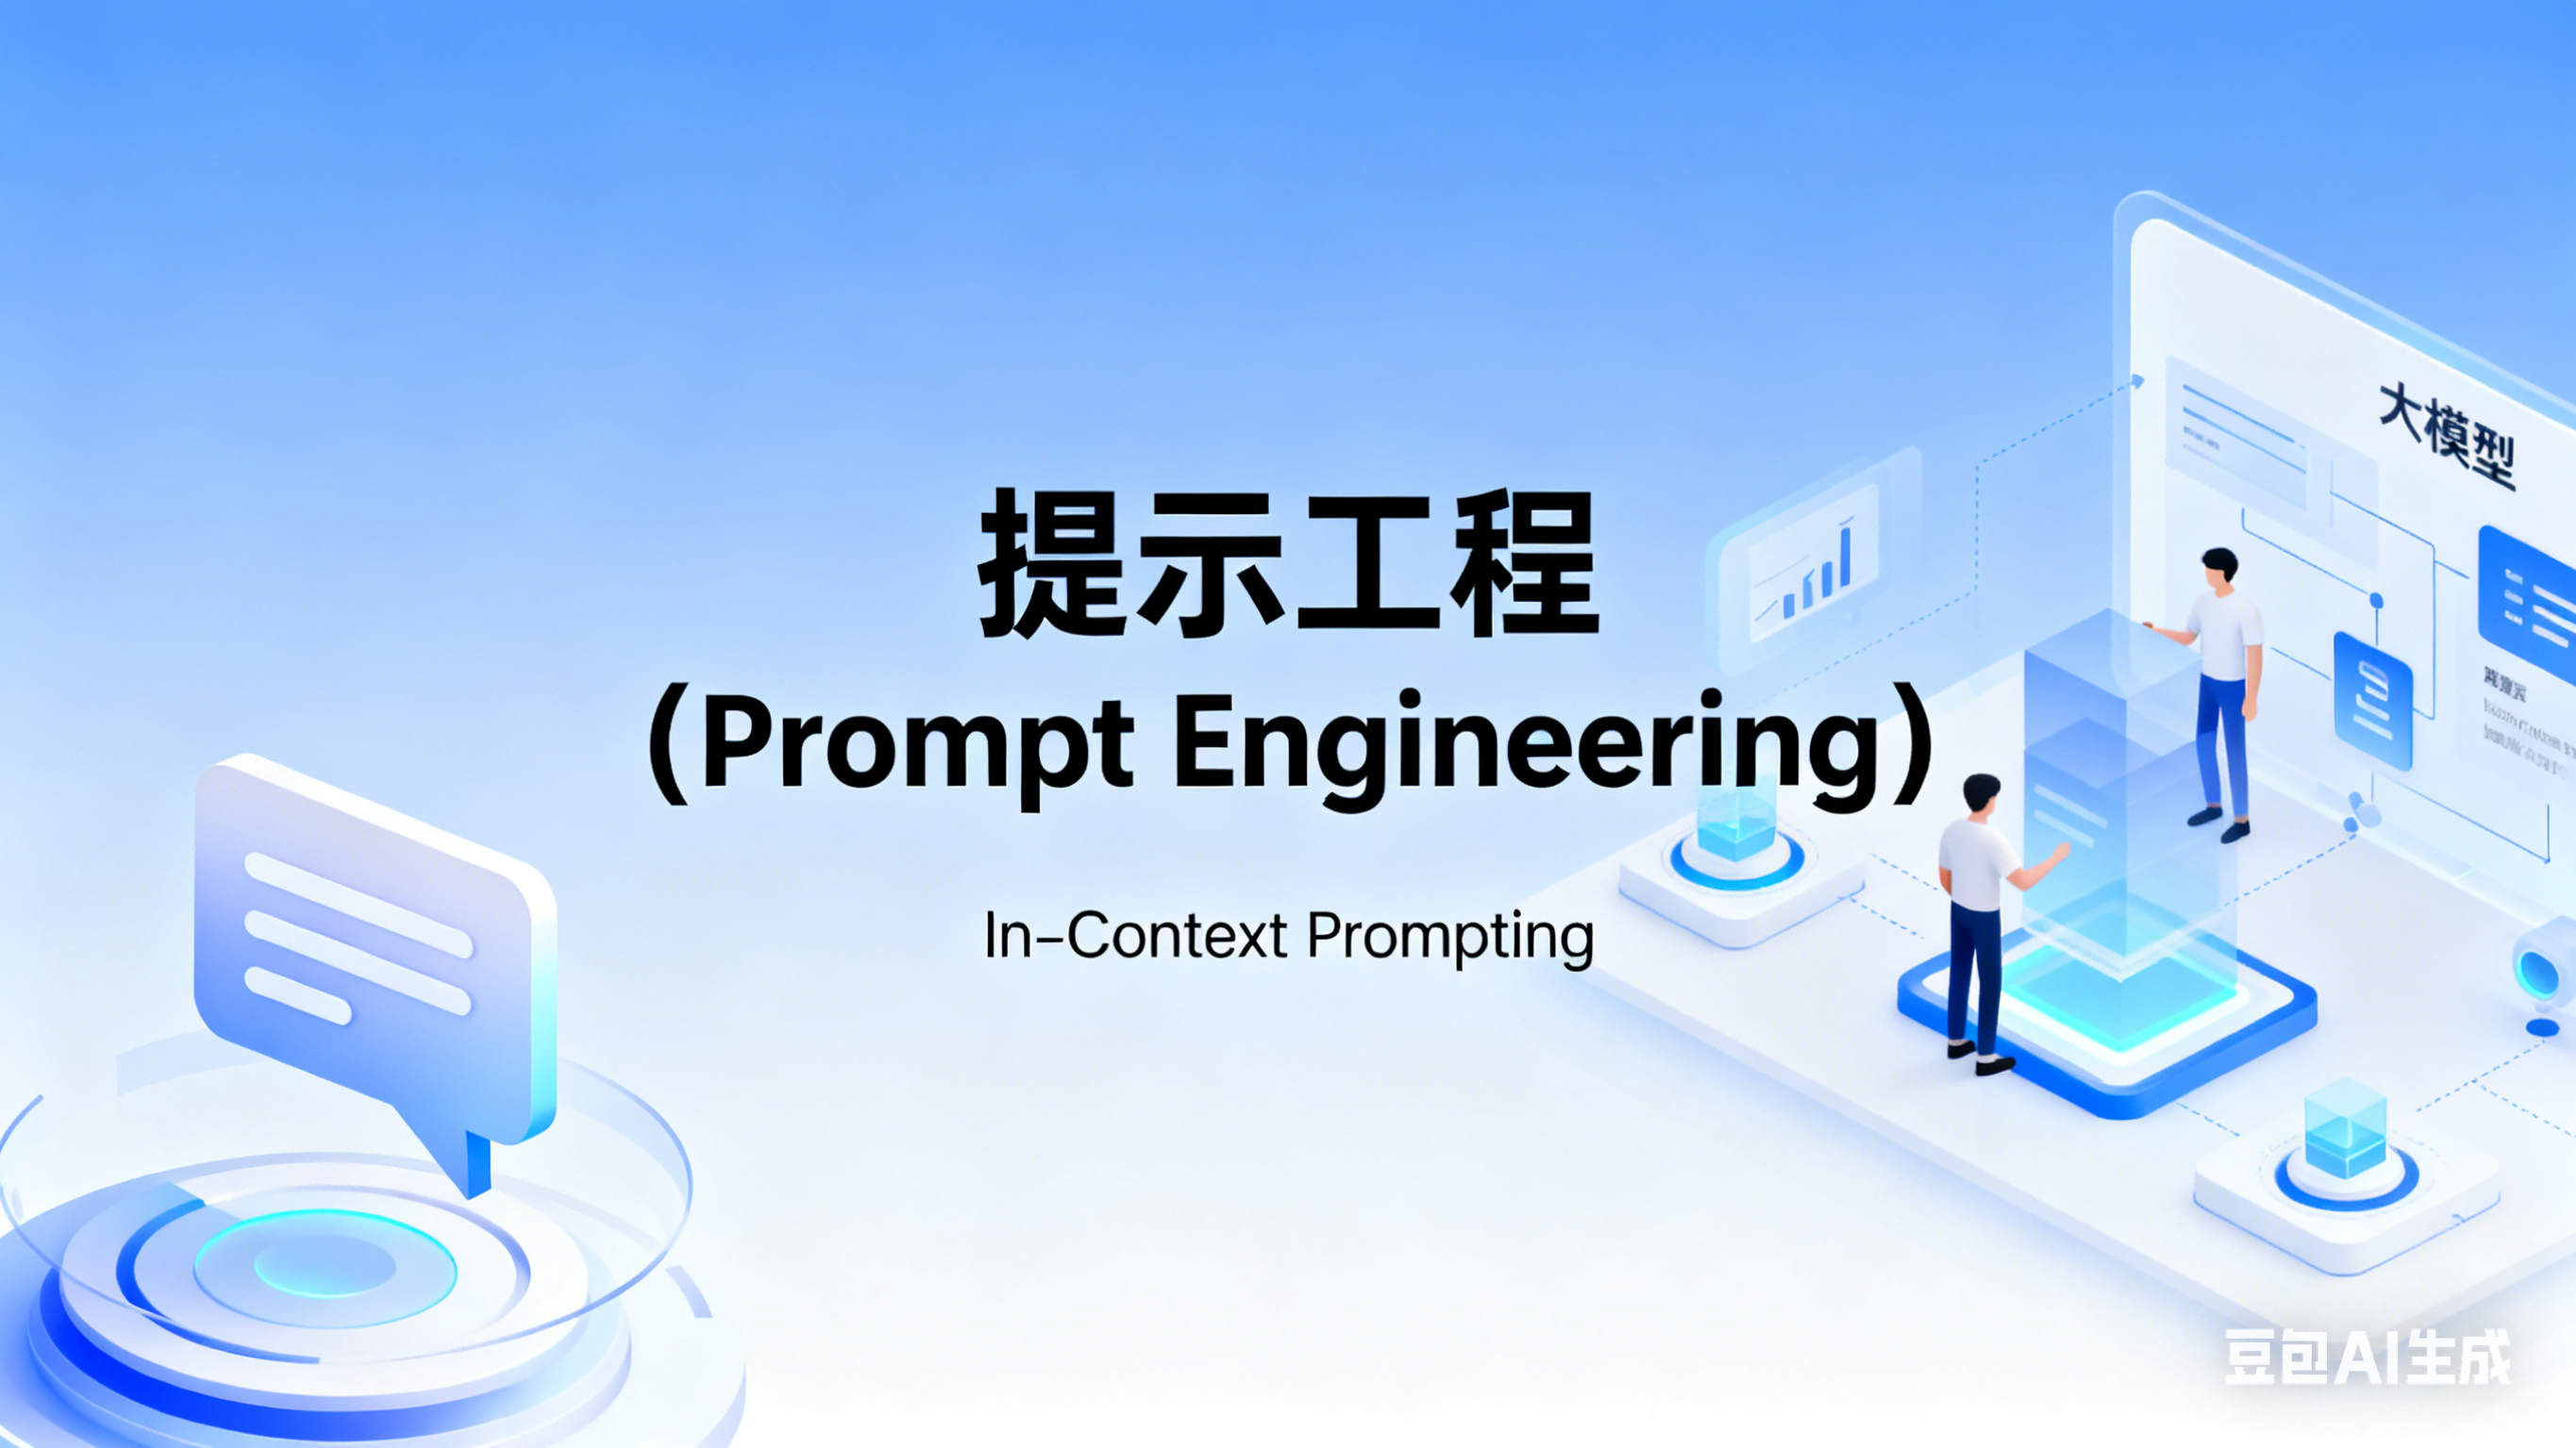 提示工程
(Prompt Engineering)
In-Context Prompting
大模型
豆包AI生成